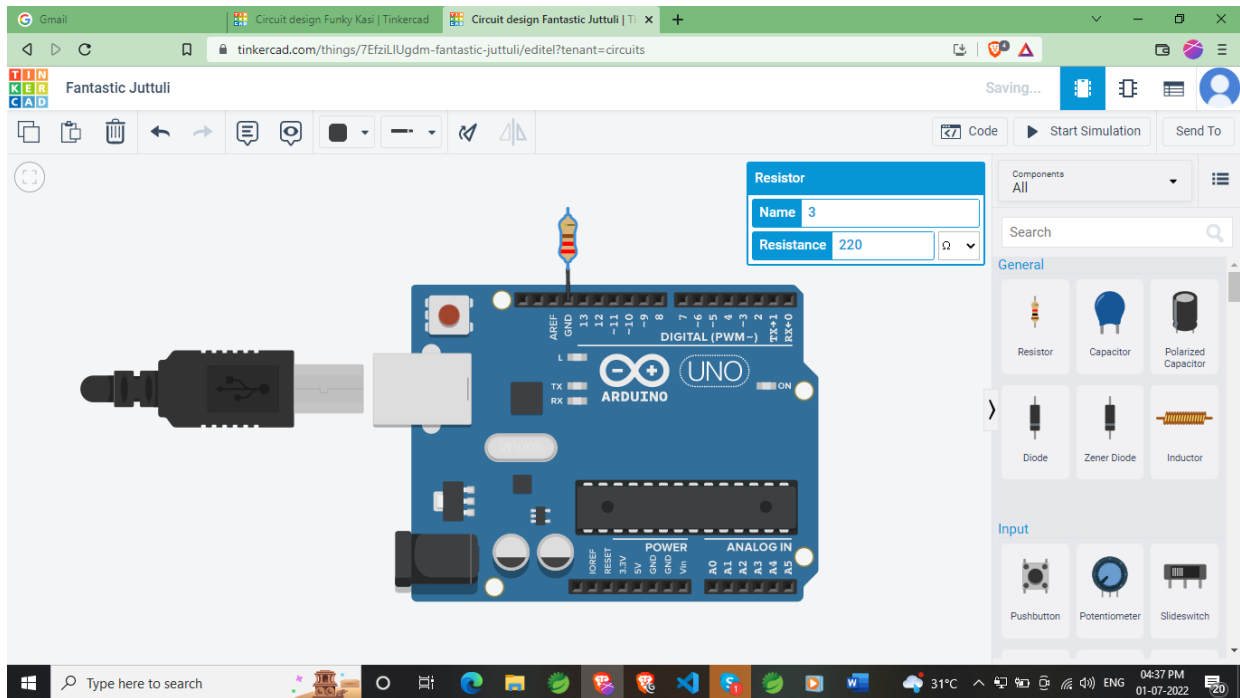 Gmail
Circuit design Funky Kasi | Tinkercad
Circuit design Fantastic Juttuli | Ti
tinkercad.com/things/7EfziLlUgdm-fantastic-juttuli/editel?tenant=circuits
TIN
KER
CAD
Fantastic Juttuli
Saving...
Code
Start Simulation
Send To
Resistor
Name 3
Resistance 220 Ω
Components
All
Search
General
Resistor
Capacitor
Polarized
Capacitor
Diode
Zener Diode
Inductor
Input
Pushbutton
Potentiometer
Slideswitch
AREF
GND
13
12
~11
~10
~9
8
7
~6
~5
4
~3
2
TX→1
RX←0
DIGITAL (PWM~)
L
TX
RX
ARDUINO
UNO
ON
POWER
ANALOG IN
IOREF
RESET
3.3V
5V
GND
GND
Vin
A0
A1
A2
A3
A4
A5
Type here to search
31°C
ENG
04:37 PM
01-07-2022
20